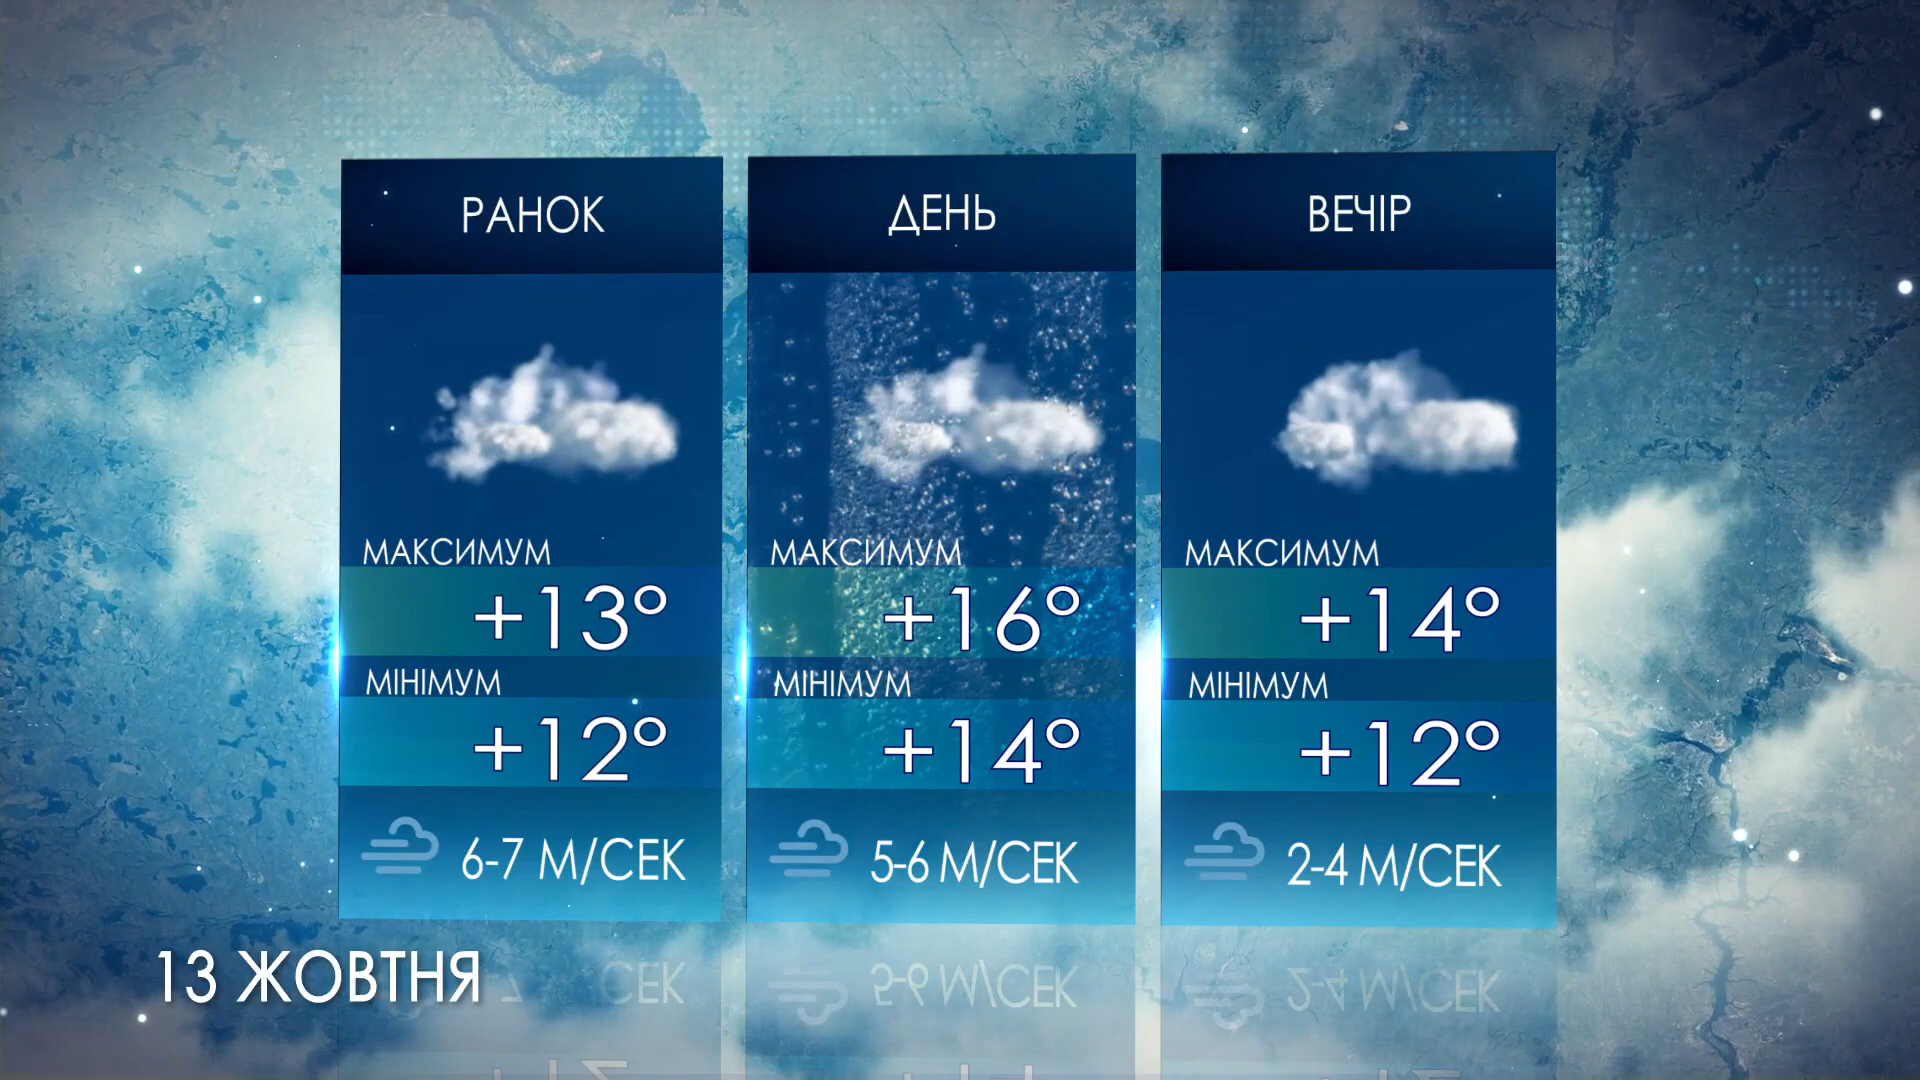 РАНОК
МАКСИМУМ
+13°
МІНІМУМ
+12°
6-7 М/СЕК
ДЕНЬ
МАКСИМУМ
+16°
МІНІМУМ
+14°
5-6 М/СЕК
ВЕЧІР
МАКСИМУМ
+14°
МІНІМУМ
+12°
2-4 М/СЕК
13 ЖОВТНЯ